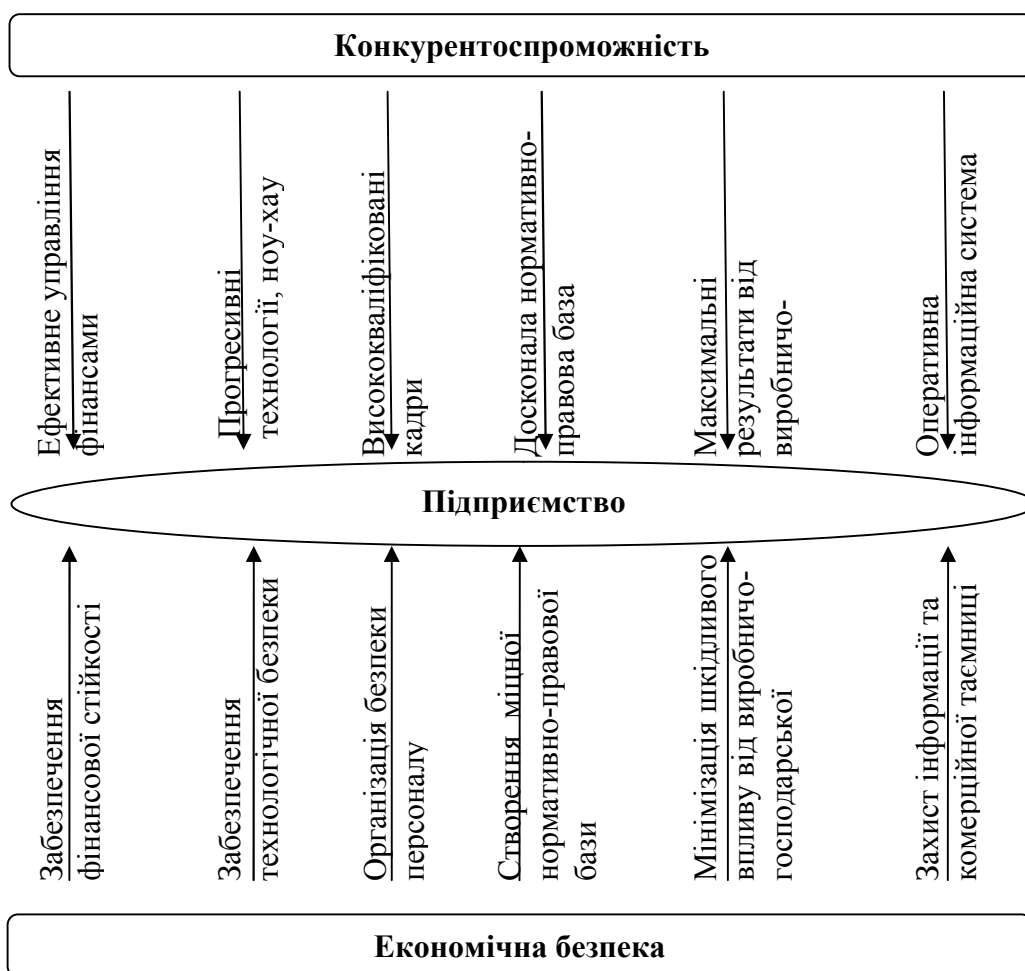 Конкурентоспроможність
Ефективне управління
фінансами
Прогресивні
технології, ноу-хау
Висококваліфіковані
кадри
Досконала нормативно-
правова база
Максимальні
результати від
виробничо-
Оперативна
інформаційна система
Підприємство
Забезпечення
фінансової стійкості
Забезпечення
технологічної безпеки
Організація безпеки
персоналу
Створення міцної
нормативно-правової
бази
Мінімізація шкідливого
впливу від виробничо-
господарської
Захист інформації та
комерційної таємниці
Економічна безпека